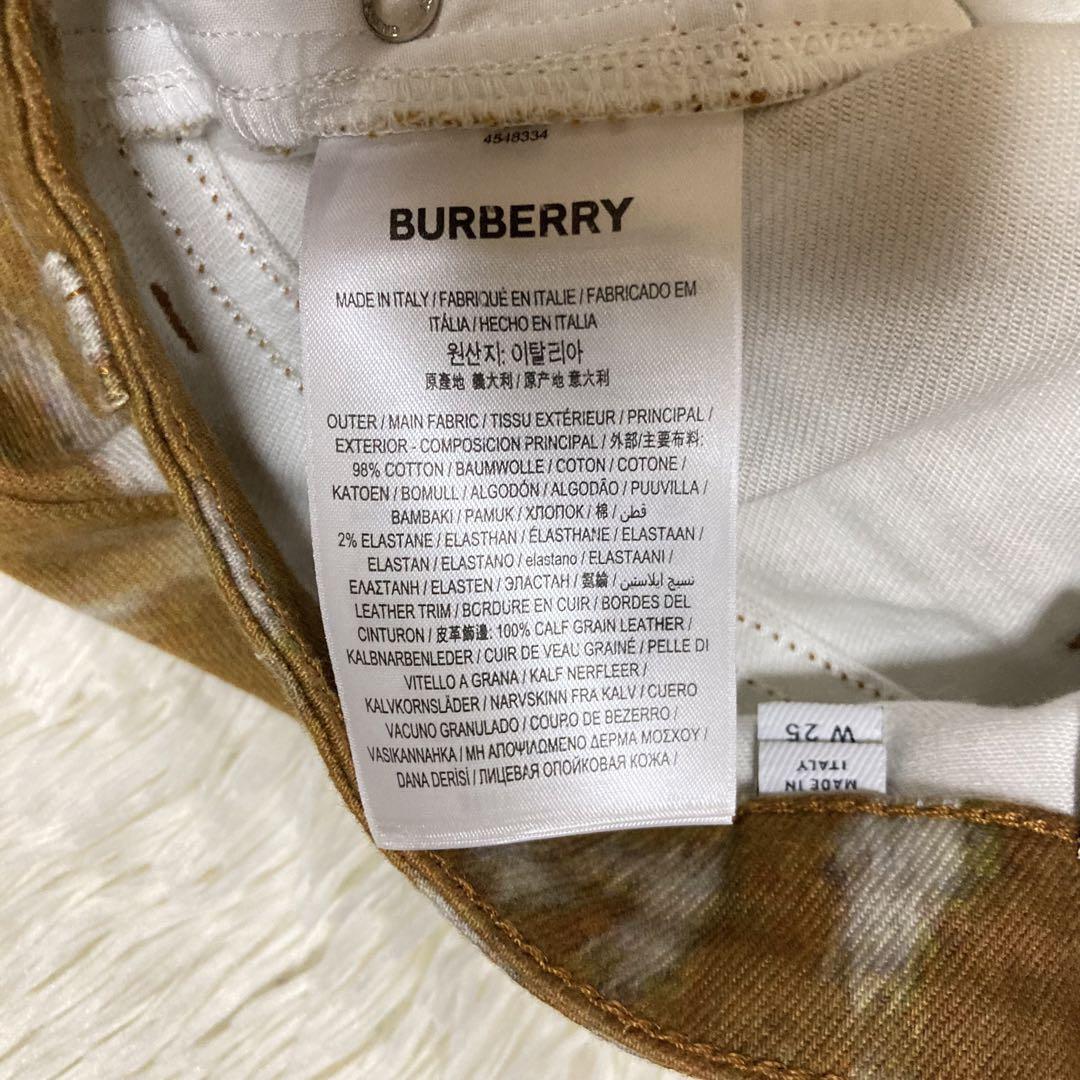 4548334
BURBERRY
MADE IN ITALY / FABRIQUÉ EN ITALIE / FABRICADO EM
ITÁLIA / HECHO EN ITALIA
원산지: 이탈리아
原產地 義大利 / 原产地 意大利
OUTER / MAIN FABRIC / TISSU EXTÉRIEUR / PRINCIPAL /
EXTERIOR - COMPOSICION PRINCIPAL / 外部/主要布料:
98% COTTON / BAUMWOLLE / COTON / COTONE /
KATOEN / BOMULL / ALGODÓN / ALGODÃO / PUUVILLA /
BAMBAKI / PAMUK / ХЛОПОК / 棉 / قطن /
2% ELASTANE / ELASTHAN / ÉLASTHANE / ELASTAAN /
ELASTAN / ELASTANO / elastano / ELASTAANI /
ΕΛΑΣΤΑΝΗ / ELASTEN / ЭЛАСТАН / 氨綸 / نسيج ايلاستين /
LEATHER TRIM / BORDURE EN CUIR / BORDES DEL
CINTURON / 皮革飾邊: 100% CALF GRAIN LEATHER /
KALBNARBENLEDER / CUIR DE VEAU GRAINÉ / PELLE DI
VITELLO A GRANA / KALF NERFLEER /
KALVKORNSLÄDER / NARVSKINN FRA KALV / CUERO
VACUNO GRANULADO / COURO DE BEZERRO /
VASIKANNAHKA / ΜΗ ΑΠΟΨΙΛΩΜΕΝΟ ΔΕΡΜΑ ΜΟΣΧΟΥ /
DANA DERİSİ / ЛИЦЕВАЯ ОПОЙКОВАЯ КОЖА /
W 25
MADE IN
ITALY